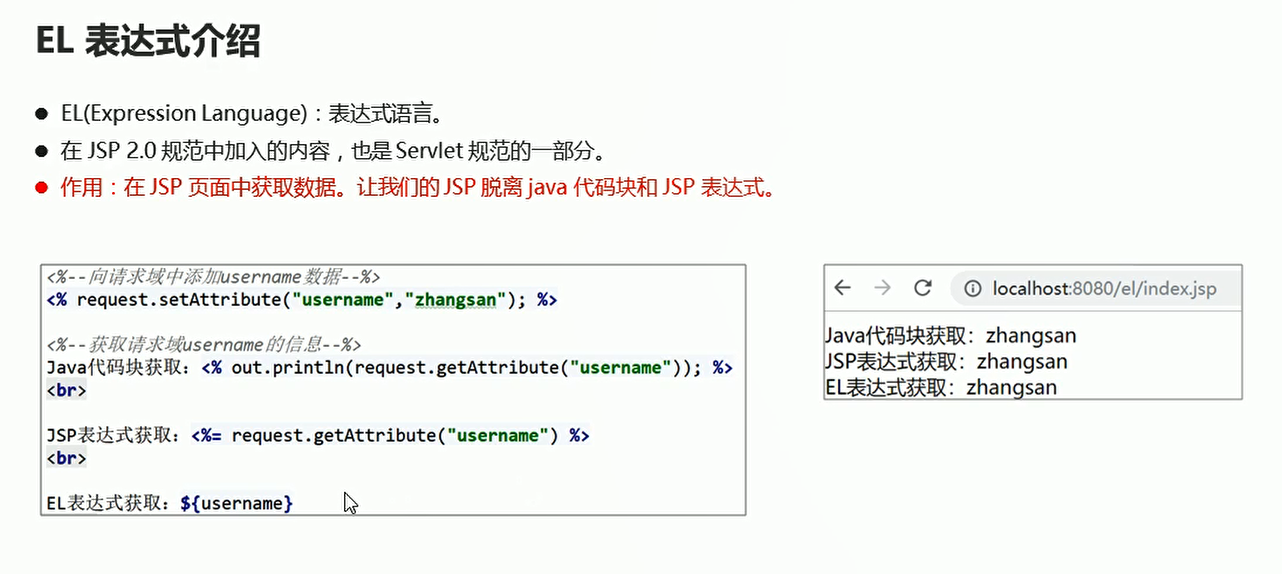 EL 表达式介绍
● EL(Expression Language)：表达式语言。
● 在 JSP 2.0 规范中加入的内容，也是 Servlet 规范的一部分。
● 作用：在 JSP 页面中获取数据。让我们的 JSP 脱离 java 代码块和 JSP 表达式。
<%--向请求域中添加username数据--%>
<% request.setAttribute("username","zhangsan"); %>
<%--获取请求域username的信息--%>
Java代码块获取：<% out.println(request.getAttribute("username")); %>
<br>
JSP表达式获取：<%= request.getAttribute("username") %>
<br>
EL表达式获取：${username}
localhost:8080/el/index.jsp
Java代码块获取：zhangsan
JSP表达式获取：zhangsan
EL表达式获取：zhangsan